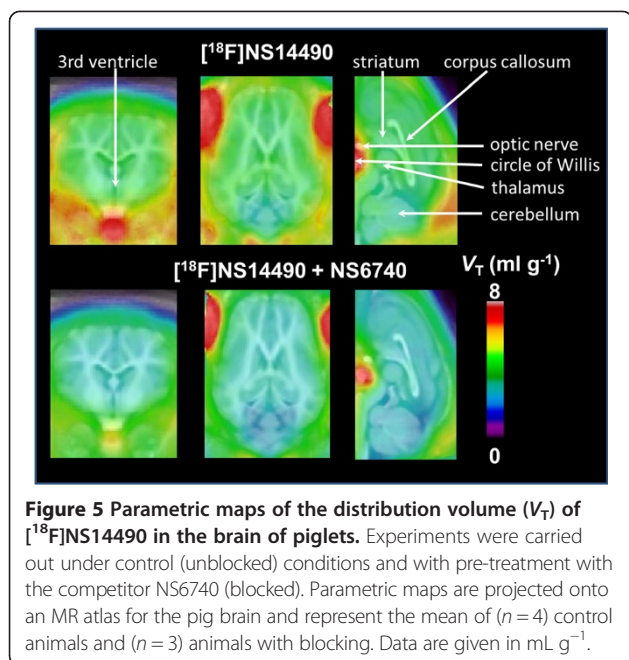 3rd ventricle
[18F]NS14490
striatum
corpus callosum
optic nerve
circle of Willis
thalamus
cerebellum
[18F]NS14490 + NS6740
VT (ml g-1)
8
0
Figure 5 Parametric maps of the distribution volume (VT) of
[18F]NS14490 in the brain of piglets. Experiments were carried
out under control (unblocked) conditions and with pre-treatment with
the competitor NS6740 (blocked). Parametric maps are projected onto
an MR atlas for the pig brain and represent the mean of (n = 4) control
animals and (n = 3) animals with blocking. Data are given in mL g−1.